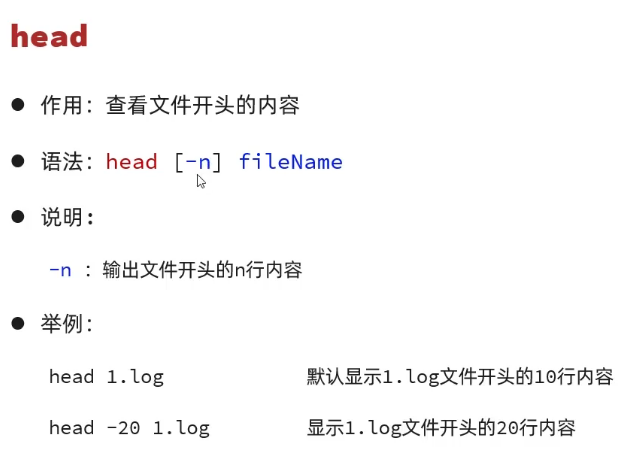 head
● 作用：查看文件开头的内容
● 语法：head [-n] fileName
● 说明：
-n ：输出文件开头的n行内容
● 举例：
head 1.log 默认显示1.log文件开头的10行内容
head -20 1.log 显示1.log文件开头的20行内容